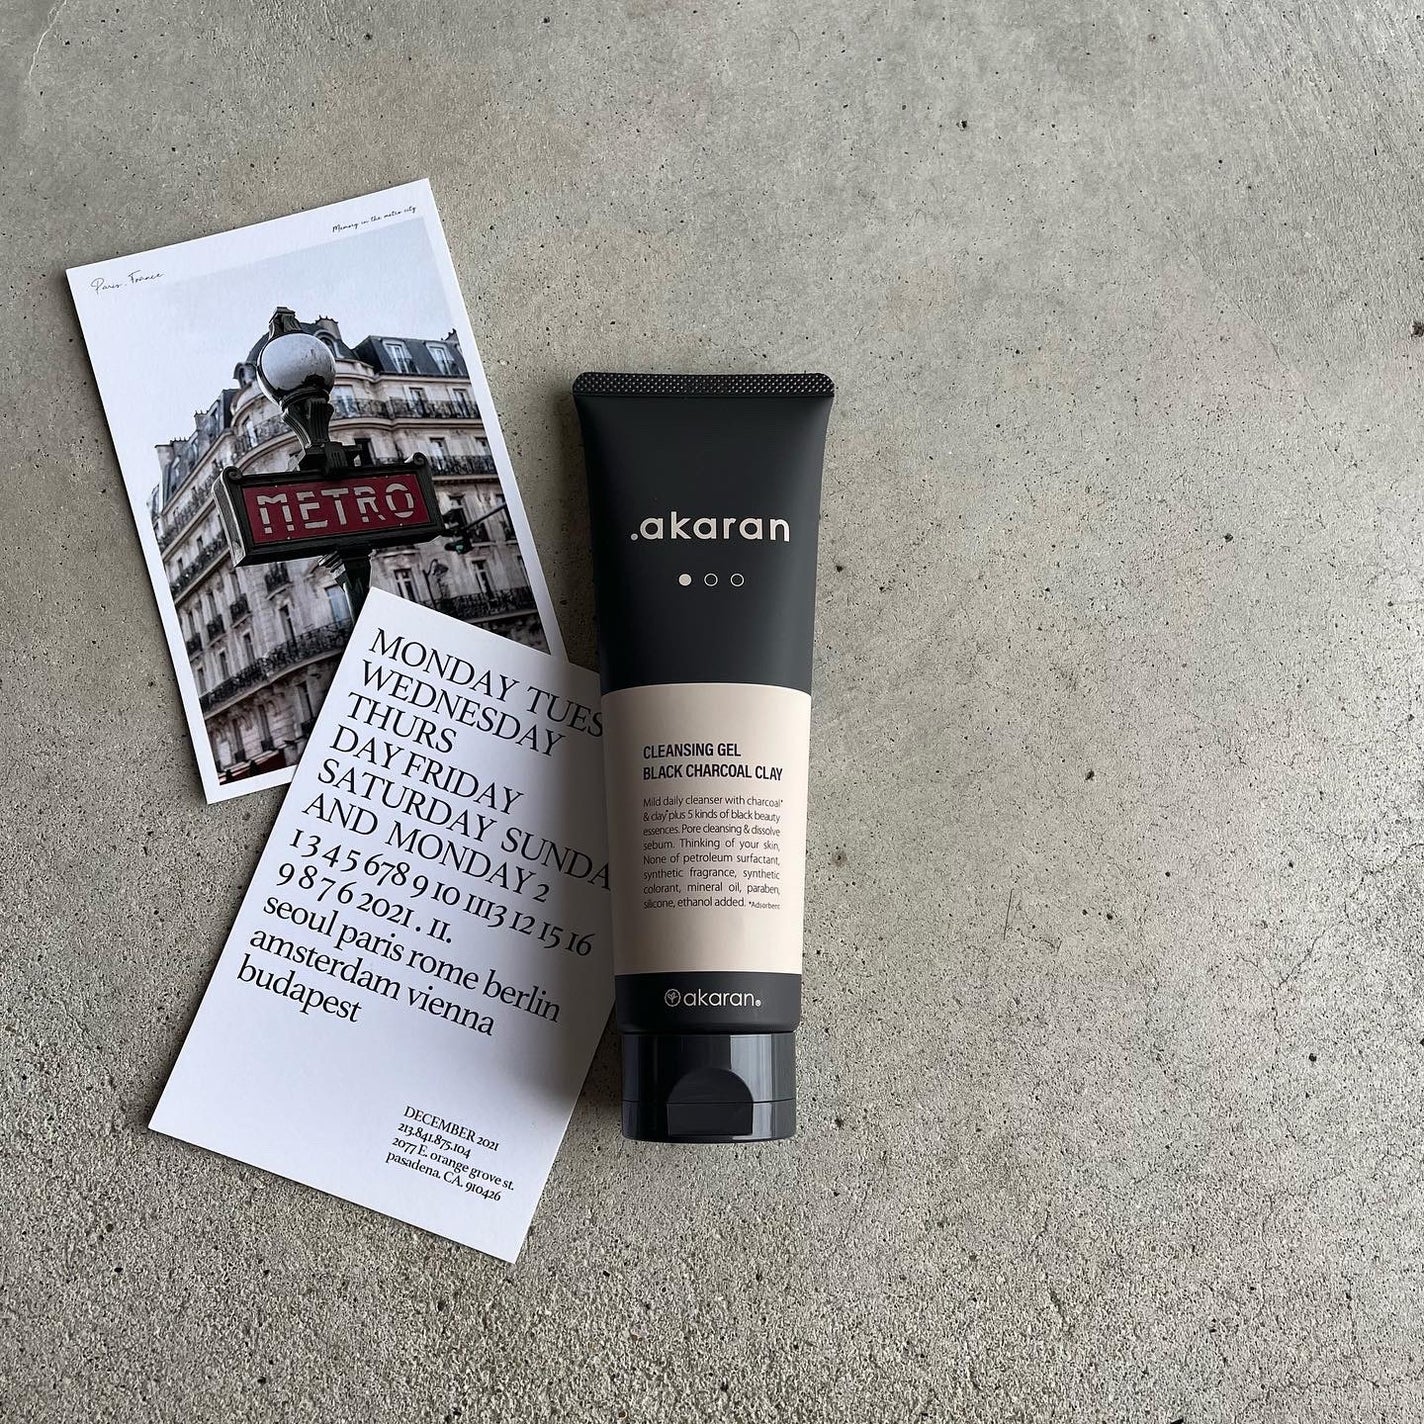 Memory in the metro city
Paris. France
METRO
MONDAY TUES
WEDNESDAY
THURS
DAY FRIDAY
SATURDAY SUNDA
AND MONDAY 2
1 3 4 5 678 9 10 1113 12 15 16
9 8 7 6 2021 . 11.
seoul paris rome berlin
amsterdam vienna
budapest
DECEMBER 2021
213.841.875.104
2077 E. orange grove st.
pasadena. CA. 910426
.akaran
CLEANSING GEL
BLACK CHARCOAL CLAY
Mild daily cleanser with charcoal*
& clay*plus 5 kinds of black beauty
essences. Pore cleansing & dissolve
sebum. Thinking of your skin,
None of petroleum surfactant,
synthetic fragrance, synthetic
colorant, mineral oil, paraben,
silicone, ethanol added. *Adsorbent
akaran®